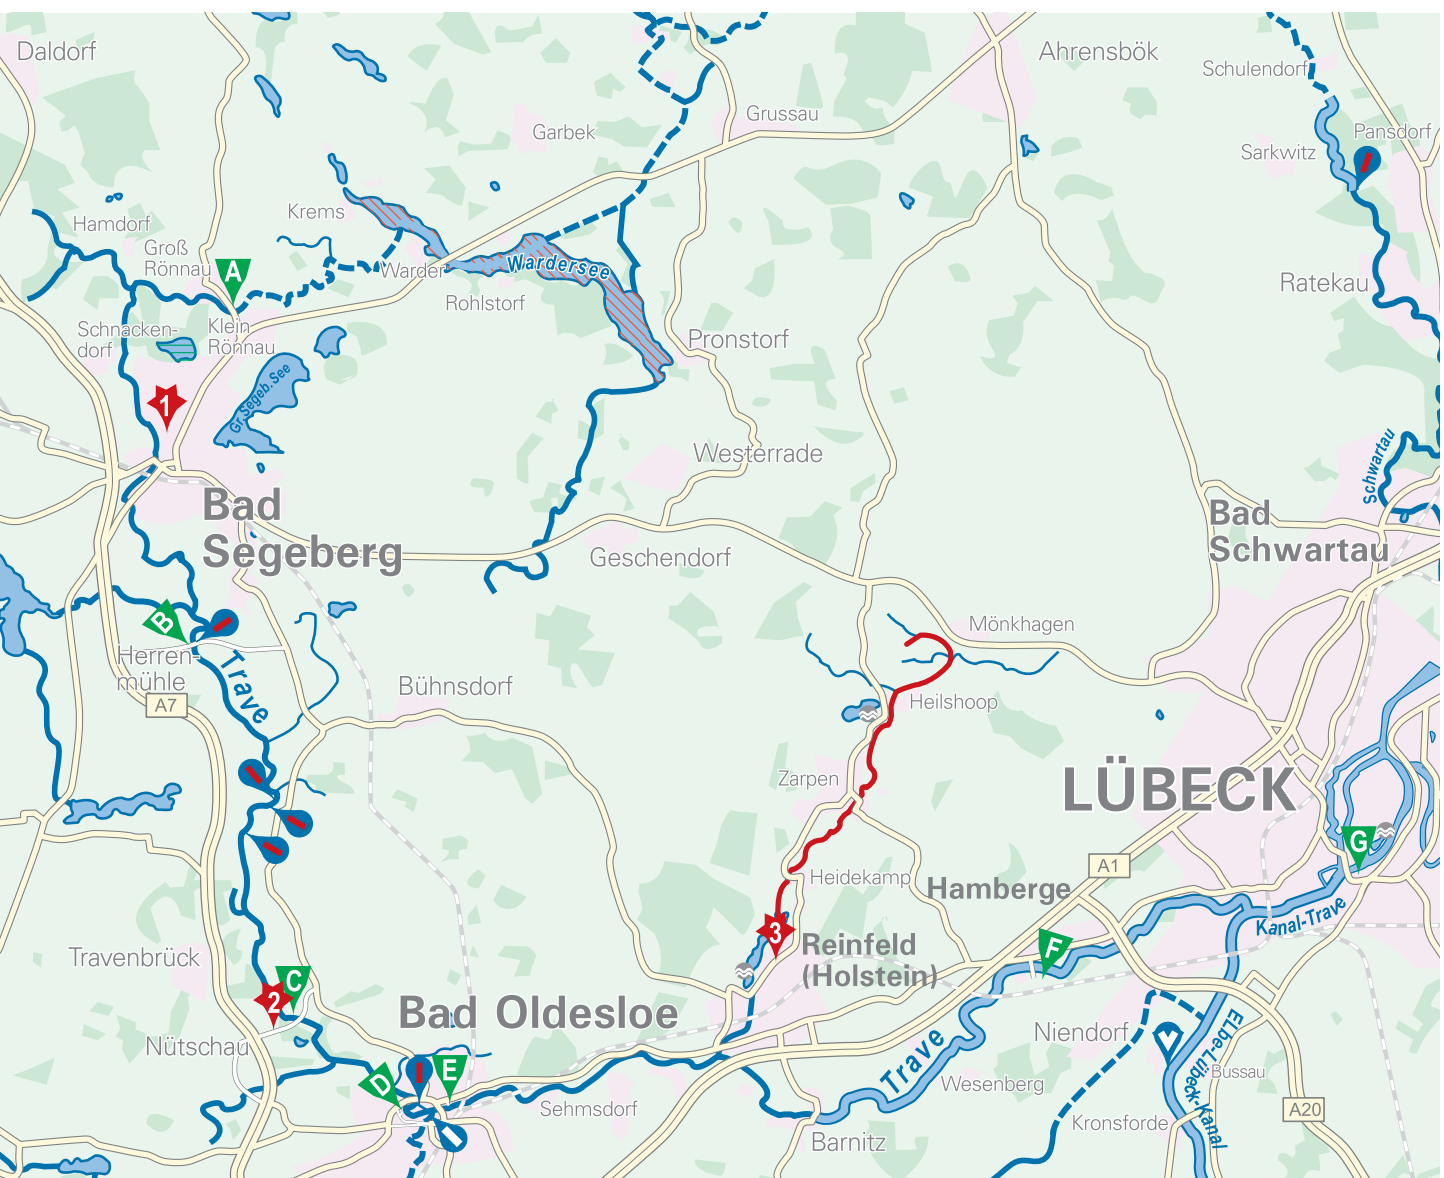 Daldorf
Ahrensbök
Schulendorf
Grussau
Garbek
Pansdorf
Sarkwitz
Krems
Hamdorf
Groß
Rönnau
A
Warder
Wardersee
Rohlstorf
Ratekau
Schnacken-
dorf
Klein
Rönnau
Pronstorf
Gr. Segeb. See
1
Westerrade
Schwartau
Bad
Segeberg
Bad
Schwartau
Geschendorf
B
Mönkhagen
Herren-
mühle
Trave
A7
Bühnsdorf
Heilshoop
Zarpen
LÜBECK
G
A1
Heidekamp
Hamberge
Kanal-Trave
3
Reinfeld
(Holstein)
F
Travenbrück
C
2
Bad Oldesloe
Nütschau
Niendorf
Trave
ELbe-Lübeck-Kanal
Bussau
D
E
Wesenberg
Sehmsdorf
A20
Kronsforde
Barnitz